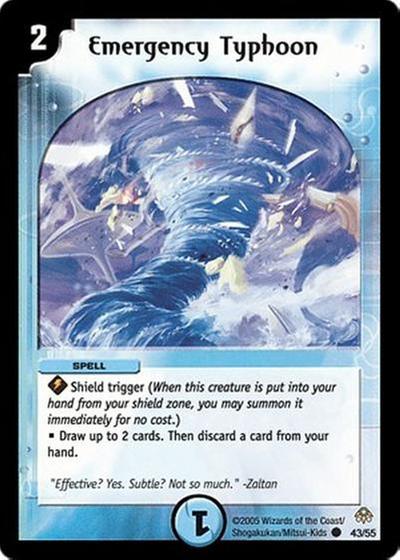 2
Emergency Typhoon
SPELL
Shield trigger (When this creature is put into your
hand from your shield zone, you may summon it
immediately for no cost.)
▪ Draw up to 2 cards. Then discard a card from your
hand.
"Effective? Yes. Subtle? Not so much." -Zaltan
1
©2005 Wizards of the Coast/
Shogakukan/Mitsui-Kids ● 43/55